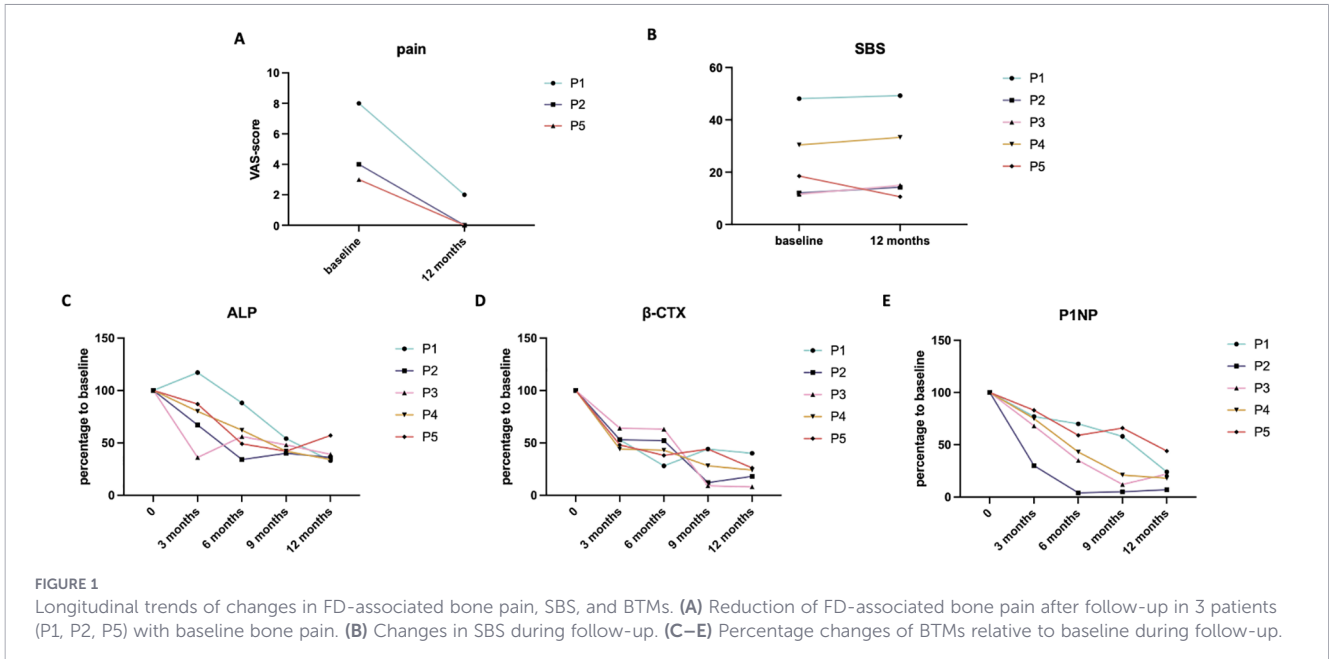 A
pain
VAS-score
10
8
6
4
2
0
baseline
12 months
P1
P2
P5
B
SBS
60
40
20
0
baseline
12 months
P1
P2
P3
P4
P5
C
ALP
percentage to baseline
150
100
50
0
0
3 months
6 months
9 months
12 months
P1
P2
P3
P4
P5
D
β-CTX
percentage to baseline
150
100
50
0
0
3 months
6 months
9 months
12 months
P1
P2
P3
P4
P5
E
P1NP
percentage to baseline
150
100
50
0
0
3 months
6 months
9 months
12 months
P1
P2
P3
P4
P5
FIGURE 1
Longitudinal trends of changes in FD-associated bone pain, SBS, and BTMs. (A) Reduction of FD-associated bone pain after follow-up in 3 patients
(P1, P2, P5) with baseline bone pain. (B) Changes in SBS during follow-up. (C–E) Percentage changes of BTMs relative to baseline during follow-up.